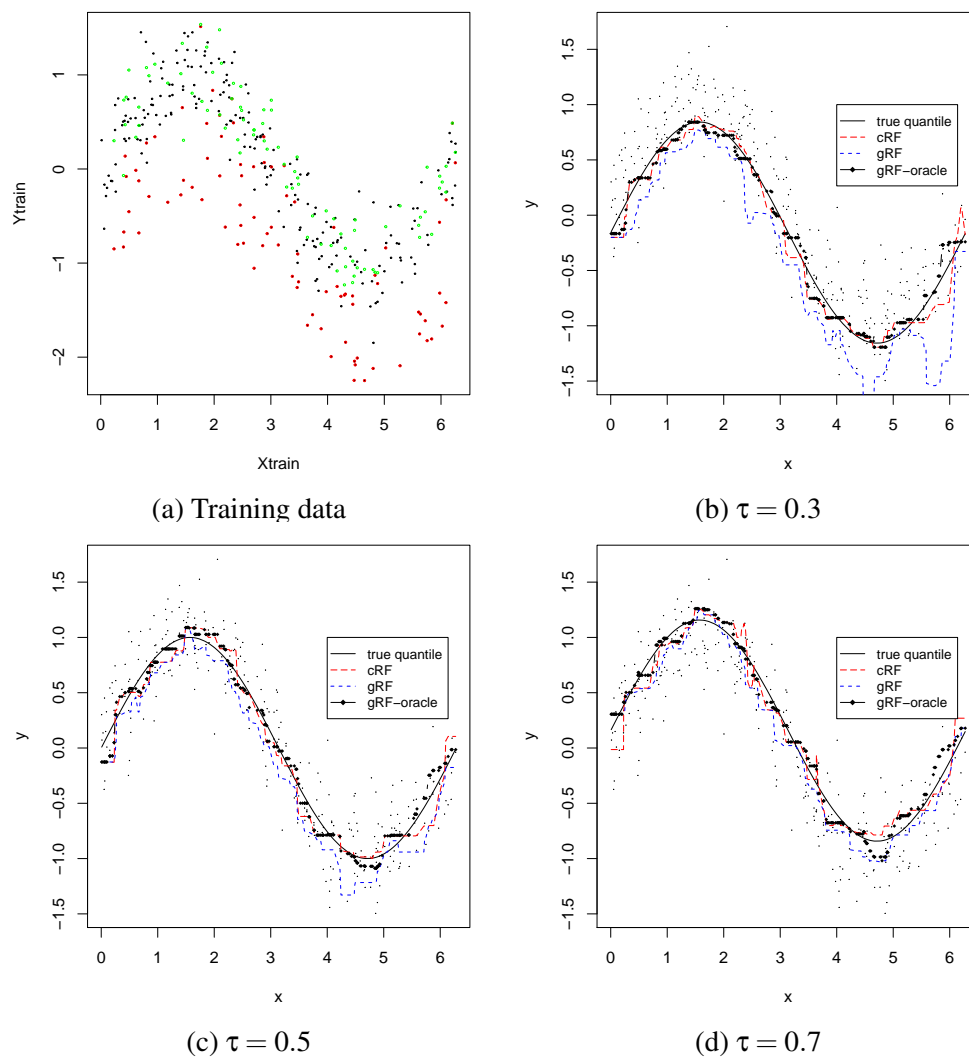 1
0
−1
−2
Ytrain
0 1 2 3 4 5 6
Xtrain
(a) Training data
1.5
1.0
0.5
0.0
−0.5
−1.0
−1.5
y
true quantile
cRF
gRF
gRF−oracle
0 1 2 3 4 5 6
x
(b) τ = 0.3
1.5
1.0
0.5
0.0
−0.5
−1.0
−1.5
y
true quantile
cRF
gRF
gRF−oracle
0 1 2 3 4 5 6
x
(c) τ = 0.5
1.5
1.0
0.5
0.0
−0.5
−1.0
−1.5
y
true quantile
cRF
gRF
gRF−oracle
0 1 2 3 4 5 6
x
(d) τ = 0.7